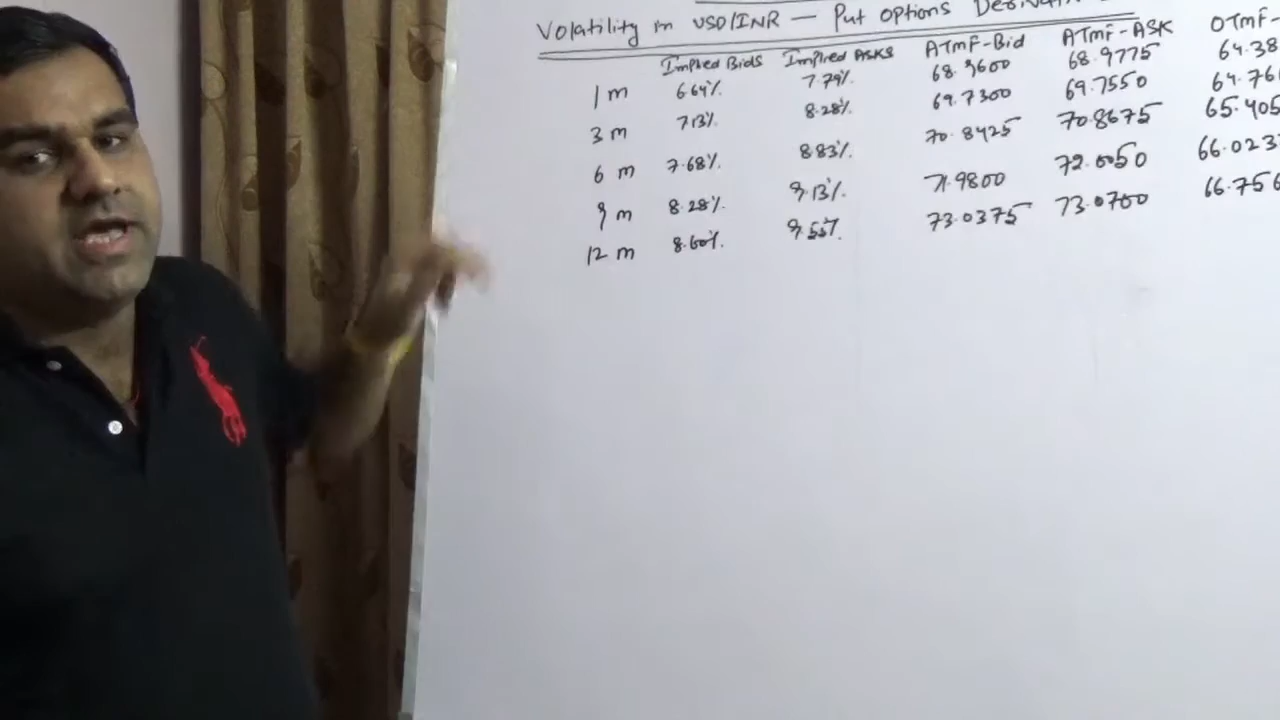 Volatility in USD/INR — Put Options
Implied Bids Implied Asks ATmF-Bid ATmF-ASK OTmF-
1 m 6.64% 7.79% 68.9600 68.9775 64.38
3 m 7.13% 8.28% 69.7300 69.7550 64.76
6 m 7.68% 8.83% 70.8425 70.8675 65.405
9 m 8.28% 9.13% 71.9800 72.0050 66.023
12 m 8.60% 9.55% 73.0375 73.0700 66.756